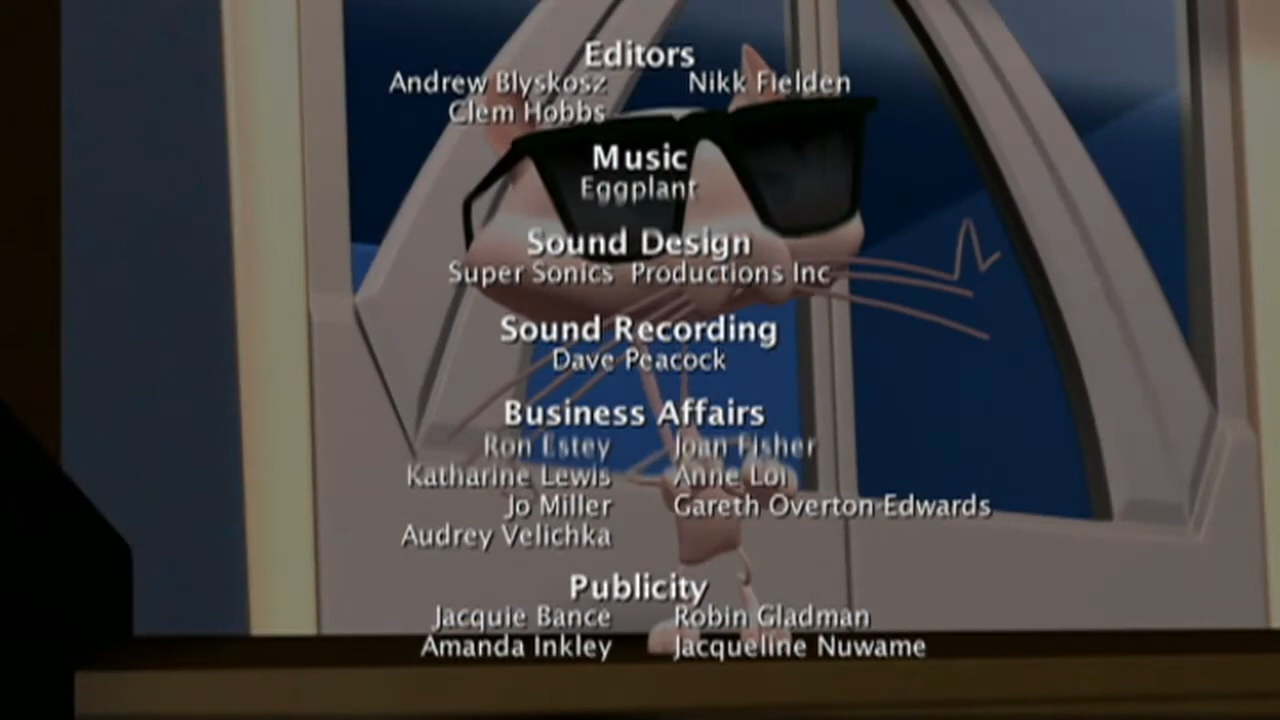 Editors
Andrew Blyskosz Nikk Fielden
Clem Hobbs
Music
Eggplant
Sound Design
Super Sonics Productions Inc
Sound Recording
Dave Peacock
Business Affairs
Ron Estey Joan Fisher
Katharine Lewis Anne Loi
Jo Miller Gareth Overton-Edwards
Audrey Velichka
Publicity
Jacquie Bance Robin Gladman
Amanda Inkley Jacqueline Nuwame